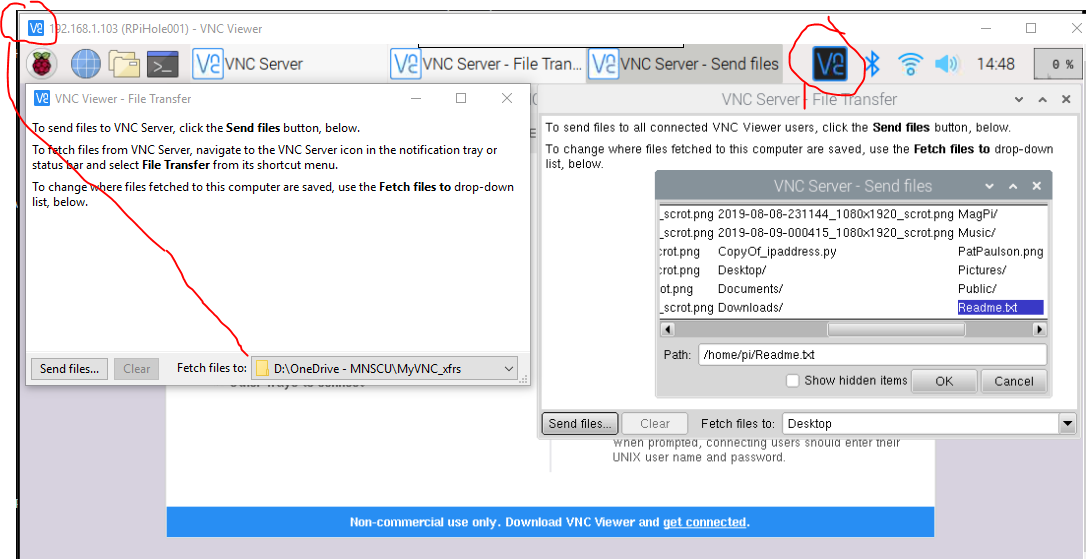 192.168.1.103 (RPiHole001) - VNC Viewer
VNC Server
VNC Server - File Tran...
VNC Server - Send files
14:48
0 %
VNC Viewer - File Transfer
To send files to VNC Server, click the Send files button, below.
To fetch files from VNC Server, navigate to the VNC Server icon in the notification tray or
status bar and select File Transfer from its shortcut menu.
To change where files fetched to this computer are saved, use the Fetch files to drop-down
list, below.
Send files...
Clear
Fetch files to:
D:\OneDrive - MNSCU\MyVNC_xfrs
VNC Server - File Transfer
To send files to all connected VNC Viewer users, click the Send files button, below.
To change where files fetched to this computer are saved, use the Fetch files to drop-down
list, below.
VNC Server - Send files
_scrot.png 2019-08-08-231144_1080x1920_scrot.png MagPi/
_scrot.png 2019-08-09-000415_1080x1920_scrot.png Music/
crot.png CopyOf_ipaddress.py PatPaulson.png
crot.png Desktop/ Pictures/
ot.png Documents/ Public/
_scrot.png Downloads/ Readme.txt
Path: /home/pi/Readme.txt
Show hidden items
OK
Cancel
Send files...
Clear
Fetch files to:
Desktop
when prompted, connecting users should enter their
UNIX user name and password.
Non-commercial use only. Download VNC Viewer and get connected.